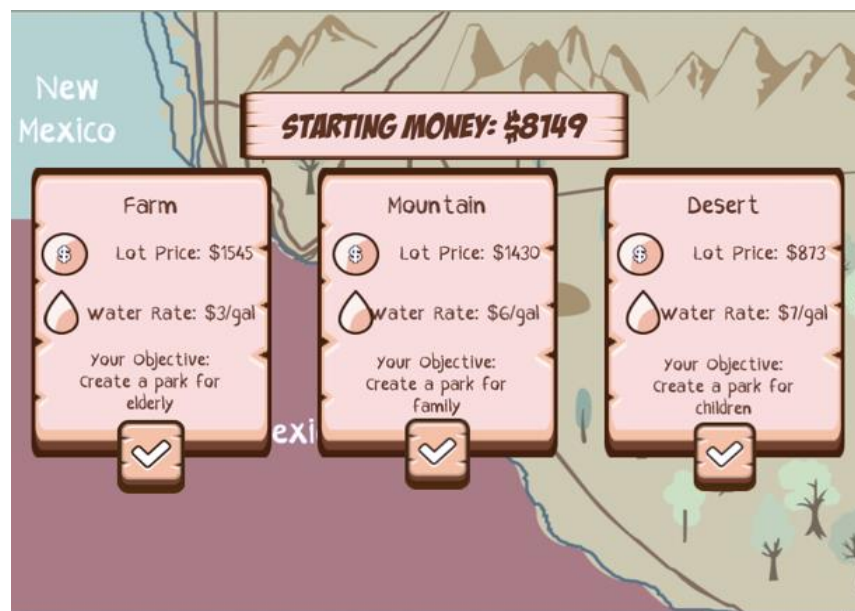 New
Mexico
STARTING MONEY: $8149
Farm
Lot Price: $1545
Water Rate: $3/gal
Your Objective:
Create a park for
elderly
Mountain
Lot Price: $1430
Water Rate: $6/gal
Your Objective:
Create a park for
family
Desert
Lot Price: $873
Water Rate: $7/gal
Your Objective:
Create a park for
children